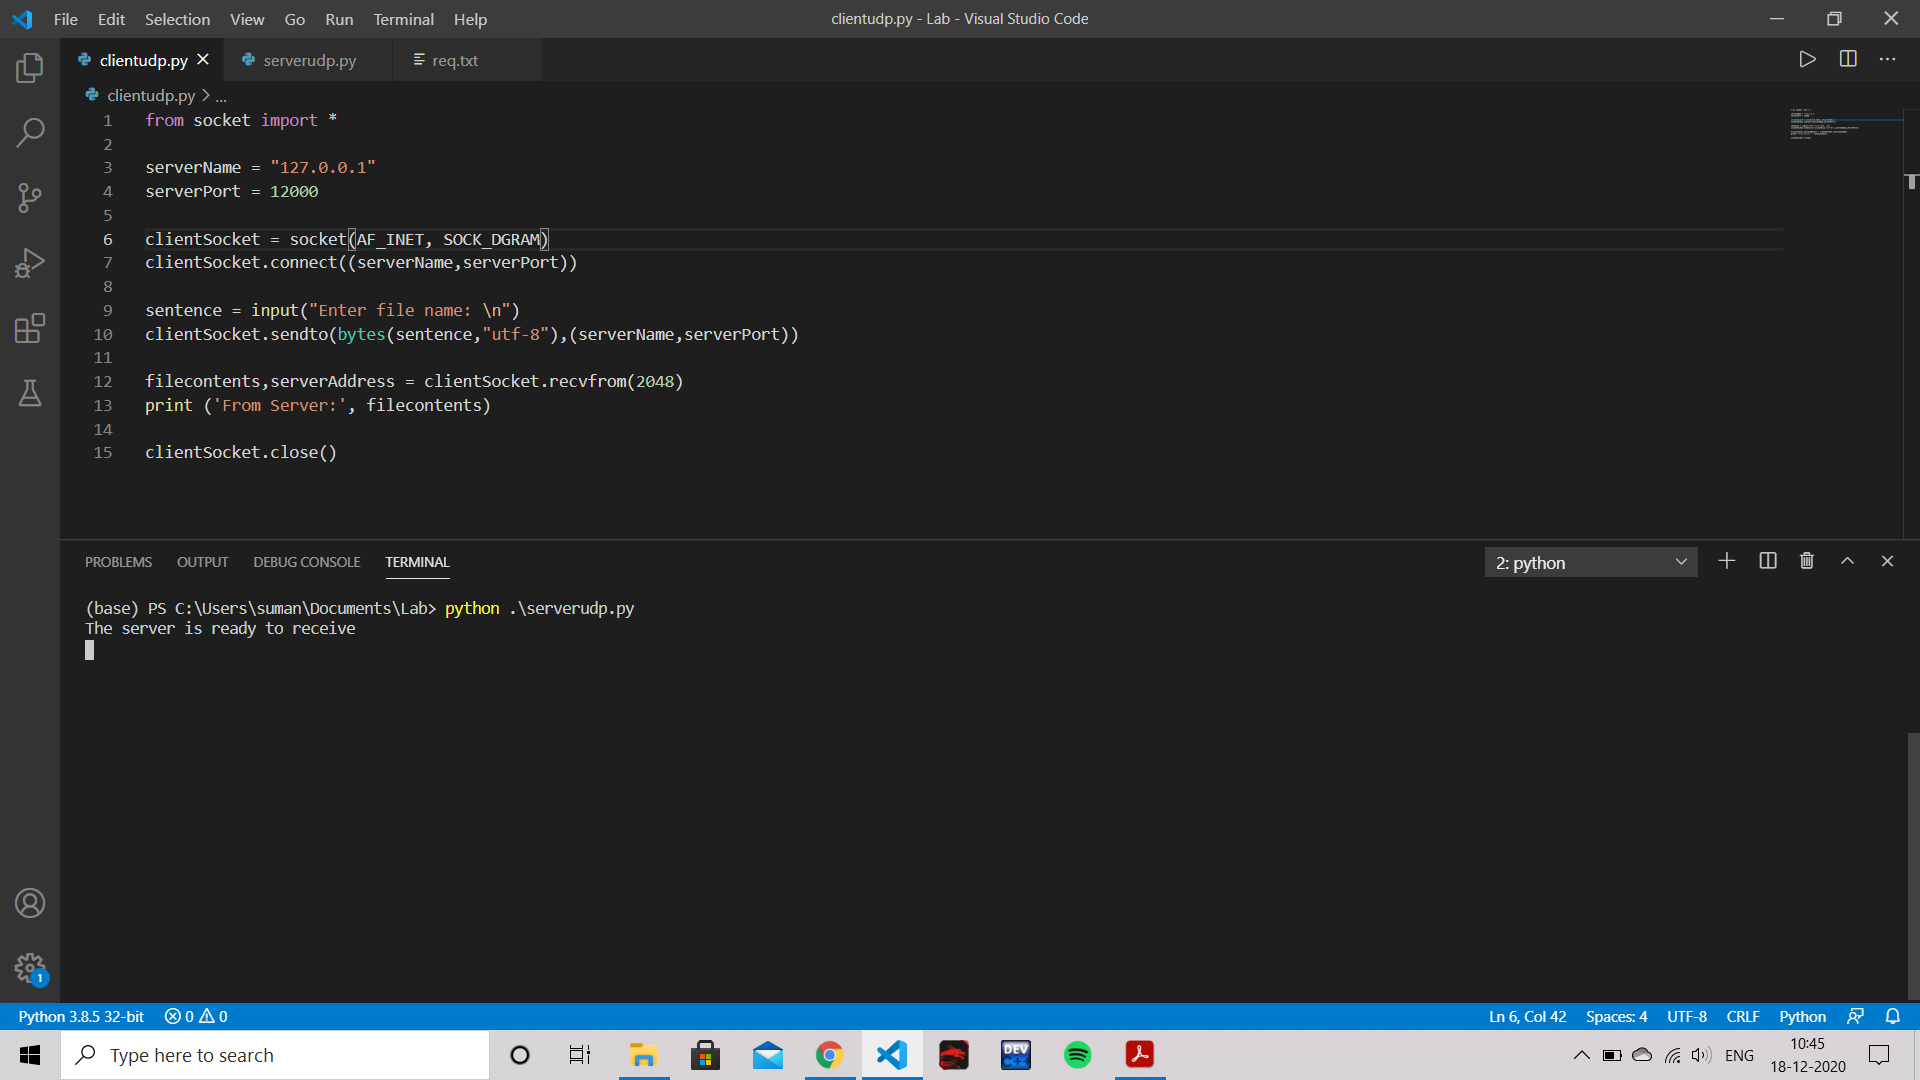 File Edit Selection View Go Run Terminal Help
clientudp.py - Lab - Visual Studio Code
clientudp.py
serverudp.py
req.txt
clientudp.py > ...
1 from socket import *
2
3 serverName = "127.0.0.1"
4 serverPort = 12000
5
6 clientSocket = socket(AF_INET, SOCK_DGRAM)
7 clientSocket.connect((serverName,serverPort))
8
9 sentence = input("Enter file name: \n")
10 clientSocket.sendto(bytes(sentence,"utf-8"),(serverName,serverPort))
11
12 filecontents,serverAddress = clientSocket.recvfrom(2048)
13 print ('From Server:', filecontents)
14
15 clientSocket.close()
PROBLEMS OUTPUT DEBUG CONSOLE TERMINAL
2: python
(base) PS C:\Users\suman\Documents\Lab> python .\serverudp.py
The server is ready to receive
1
Python 3.8.5 32-bit 0 0
Ln 6, Col 42 Spaces: 4 UTF-8 CRLF Python
Type here to search
DEV C++
ENG
10:45
18-12-2020